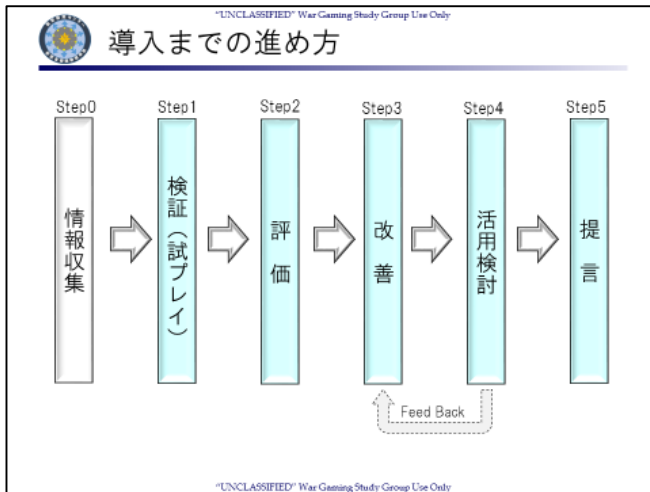 "UNCLASSIFIED" War Gaming Study Group Use Only
導入までの進め方
Step0
Step1
Step2
Step3
Step4
Step5
情報収集
検証（試プレイ）
評価
改善
活用検討
提言
Feed Back
"UNCLASSIFIED" War Gaming Study Group Use Only